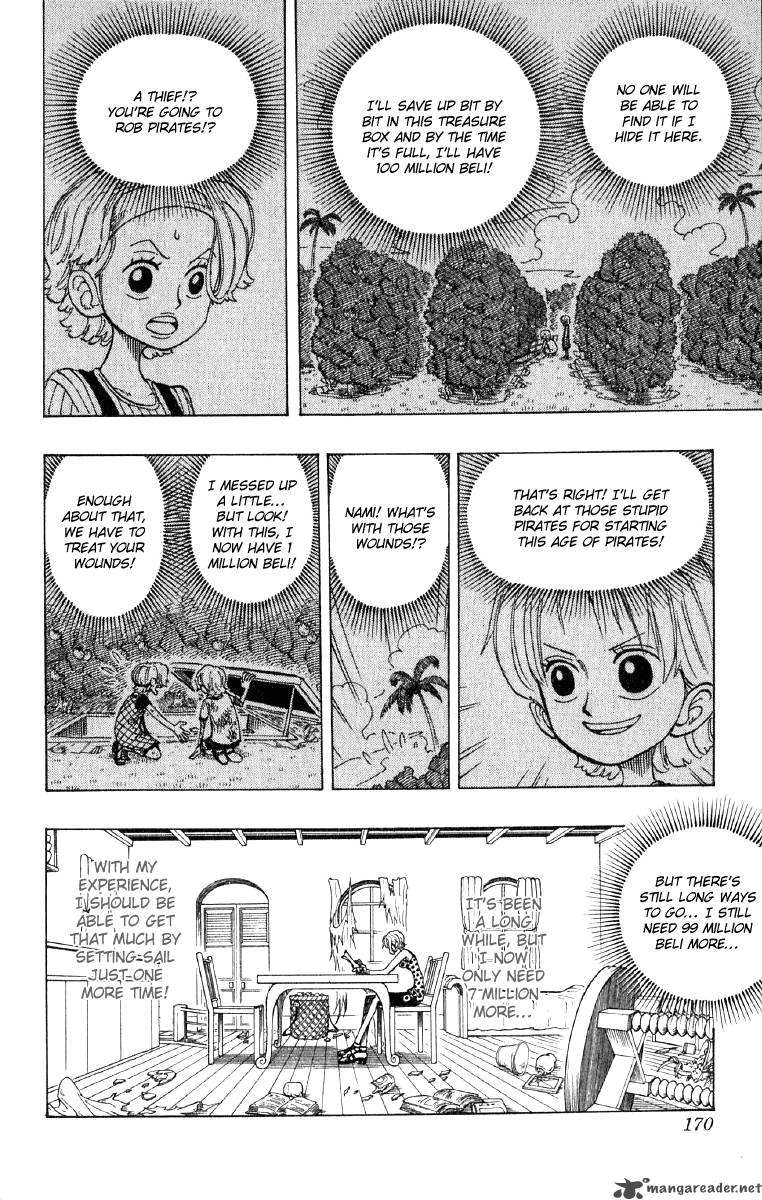 NO ONE WILL
BE ABLE TO
FIND IT IF I
HIDE IT HERE.
I'LL SAVE UP BIT BY
BIT IN THIS TREASURE
BOX AND BY THE TIME
IT'S FULL, I'LL HAVE
100 MILLION BELI!
A THIEF!?
YOU'RE GOING TO
ROB PIRATES!?
THAT'S RIGHT! I'LL GET
BACK AT THOSE STUPID
PIRATES FOR STARTING
THIS AGE OF PIRATES!
NAMI! WHAT'S
WITH THOSE
WOUNDS!?
I MESSED UP
A LITTLE...
BUT LOOK!
WITH THIS, I
NOW HAVE 1
MILLION BELI!
ENOUGH
ABOUT THAT,
WE HAVE TO
TREAT YOUR
WOUNDS!
BUT THERE'S
STILL LONG WAYS
TO GO... I STILL
NEED 99 MILLION
BELI MORE...
IT'S BEEN
A LONG
WHILE, BUT
I NOW
ONLY NEED
7 MILLION
MORE...
WITH MY
EXPERIENCE,
I SHOULD BE
ABLE TO GET
THAT MUCH BY
SETTING SAIL
JUST ONE
MORE TIME!
170
mangareader.net